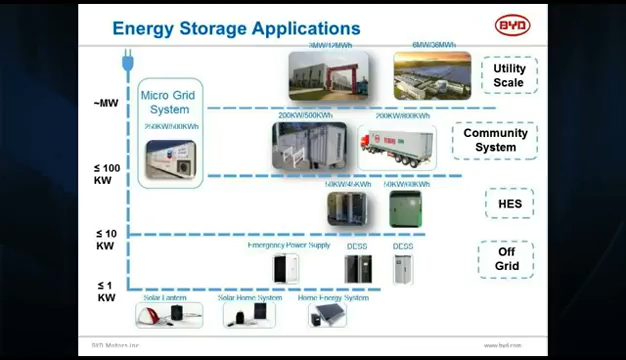 Energy Storage Applications
BYD
3MW/12MWh
6MW/36MWh
Utility
Scale
~MW
Micro Grid
System
250KW/500KWh
200KW/500KWh
200KW/800KWh
Community
System
≤ 100
KW
50KW/60KWh
HES
≤ 10
KW
Emergency Power Supply
DESS
DESS
Off
Grid
≤ 1
KW
Solar Lantern
Solar Home System
Home Energy System
BYD Motors Inc
www.byd.com